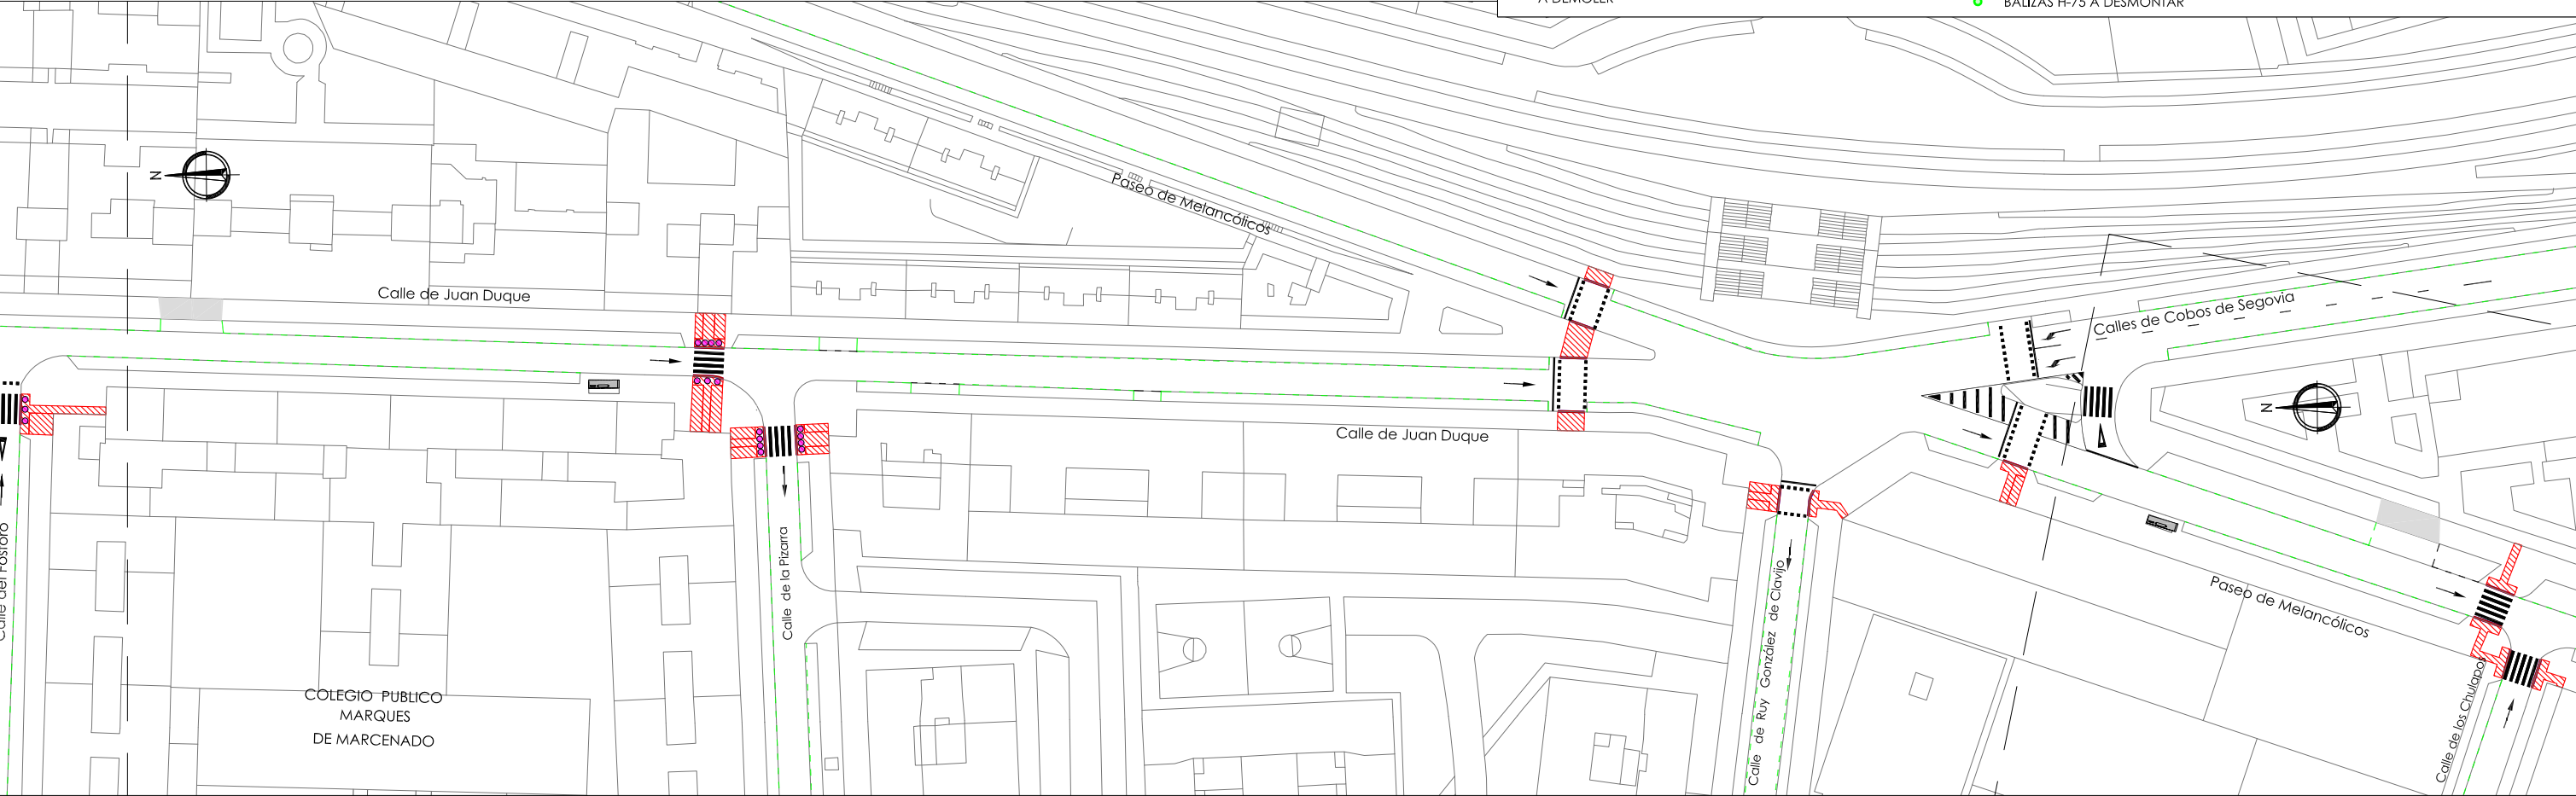 A DEMOLER
BALIZAS H-75 A DESMONTAR
N
Paseo de Melancólicos
Calle de Juan Duque
Calles de Cobos de Segovia
N
Calle de Juan Duque
Calle del Fósforo
Calle de la Pizarra
Calle de Ruy González de Clavijo
Paseo de Melancólicos
Calle de los Chulapos
COLEGIO PUBLICO
MARQUES
DE MARCENADO